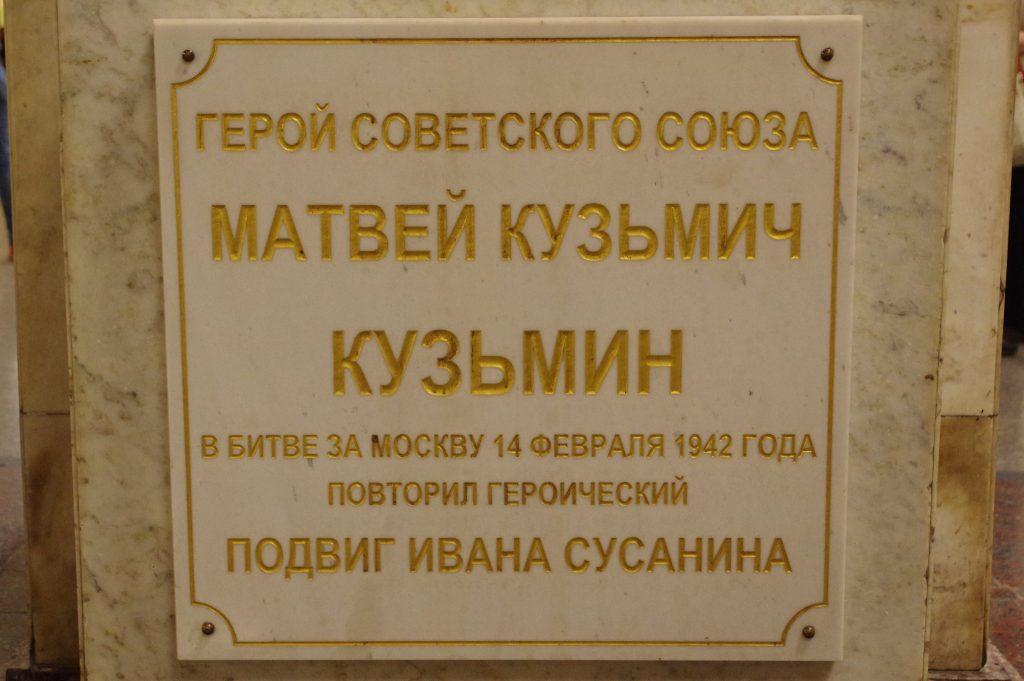 ГЕРОЙ СОВЕТСКОГО СОЮЗА
МАТВЕЙ КУЗЬМИЧ
КУЗЬМИН
В БИТВЕ ЗА МОСКВУ 14 ФЕВРАЛЯ 1942 ГОДА
ПОВТОРИЛ ГЕРОИЧЕСКИЙ
ПОДВИГ ИВАНА СУСАНИНА